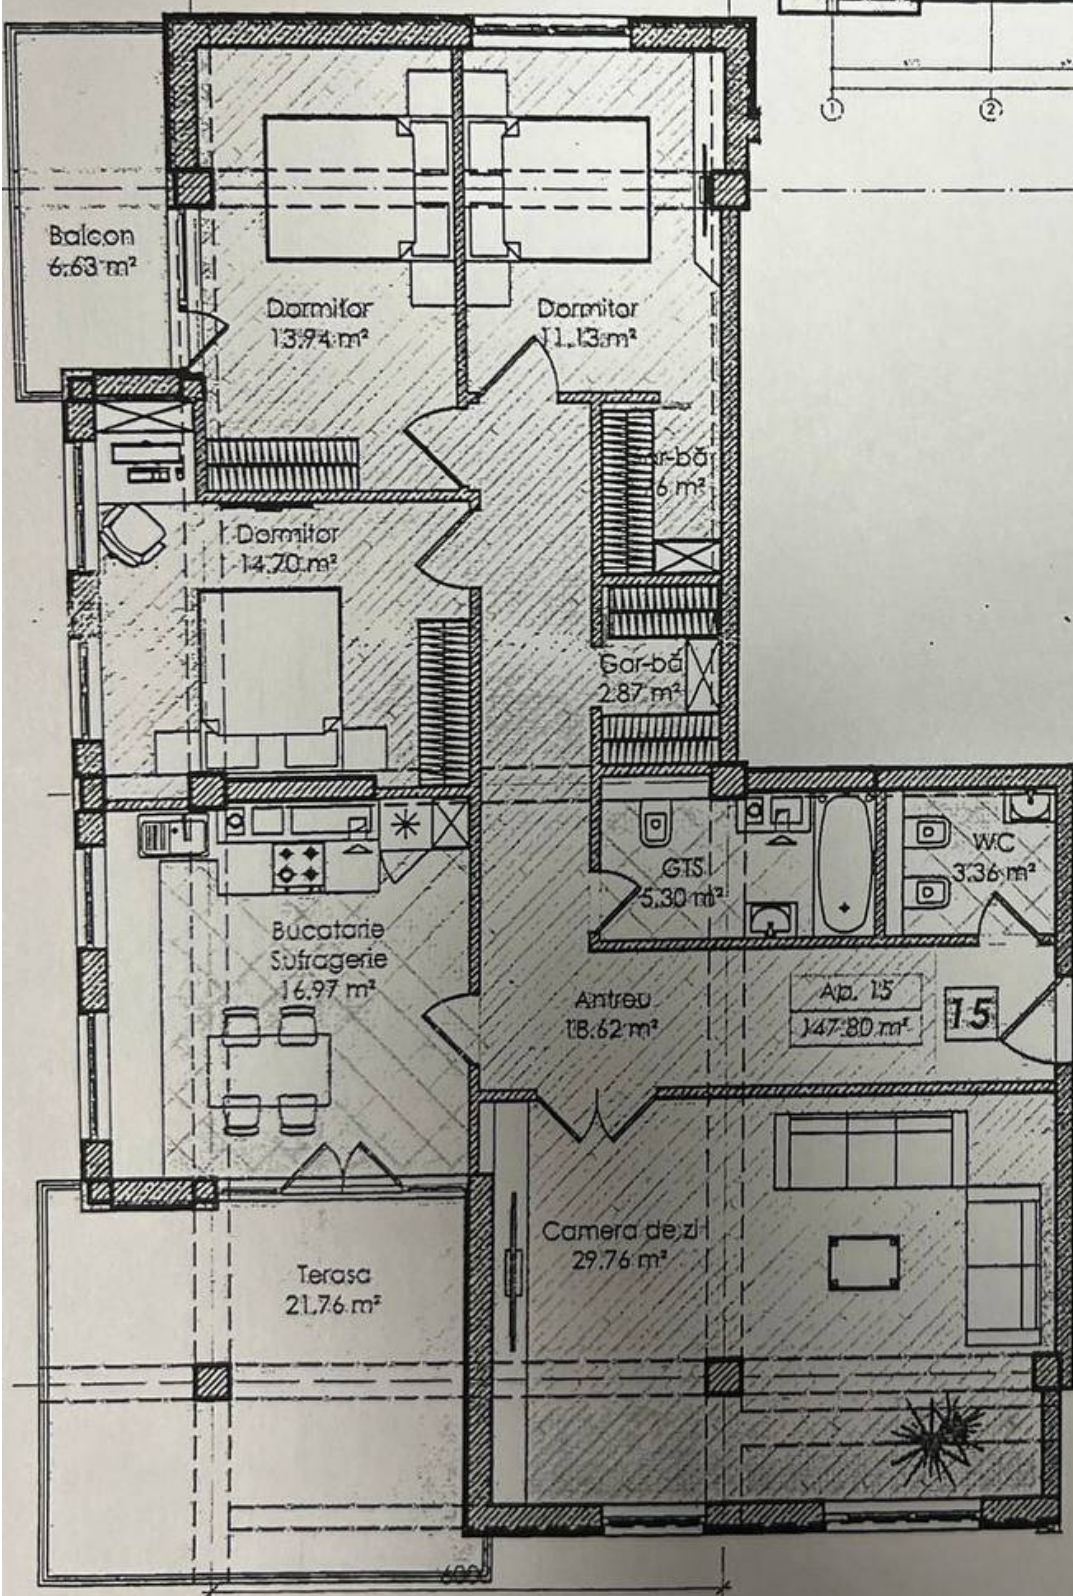 1
2
Balcon
6.63 m²
Dormitor
13.94 m²
Dormitor
11.13 m²
6 m²
Dormitor
14.70 m²
Gar-bă
2.87 m²
GTS
5.30 m²
WC
3.36 m²
Bucatarie
Sufragerie
16.97 m²
Antreu
18.62 m²
Ap. 15
147.80 m²
15
Camera de zi
29.76 m²
Terasa
21.76 m²
6000